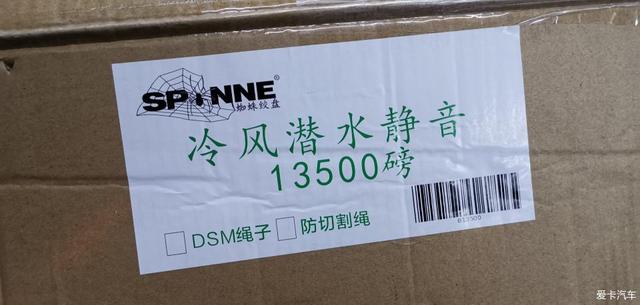 SPINNE®
蜘蛛绞盘
冷风潜水静音
13500磅
DSM绳子 防切割绳
013500
爱卡汽车